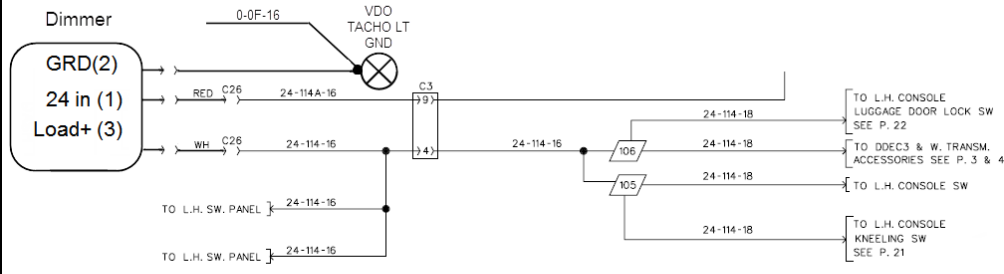 Dimmer
0-0F-16
VDO
TACHO LT
GND
GRD(2)
24 in (1)
Load+ (3)
RED
C26
24-114A-16
C3
9
WH
C26
24-114-16
4
24-114-16
106
105
24-114-18
TO L.H. CONSOLE
LUGGAGE DOOR LOCK SW
SEE P. 22
24-114-18
TO DDEC3 & W. TRANSM.
ACCESSORIES SEE P. 3 & 4
24-114-18
TO L.H. CONSOLE SW
24-114-18
TO L.H. CONSOLE
KNEELING SW
SEE P. 21
TO L.H. SW. PANEL
24-114-16
TO L.H. SW. PANEL
24-114-16